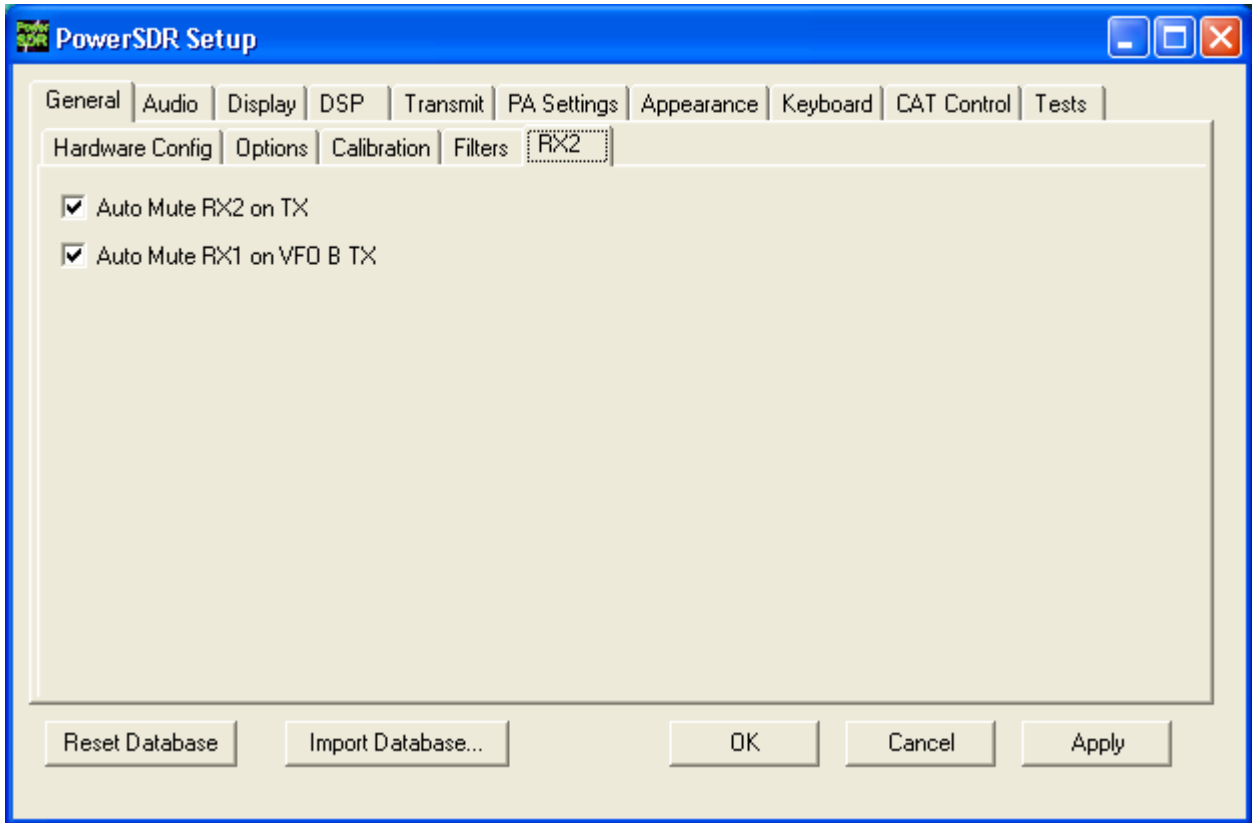 Power SDR PowerSDR Setup
General Audio Display DSP Transmit PA Settings Appearance Keyboard CAT Control Tests
Hardware Config Options Calibration Filters RX2
Auto Mute RX2 on TX
Auto Mute RX1 on VFO B TX
Reset Database Import Database... OK Cancel Apply